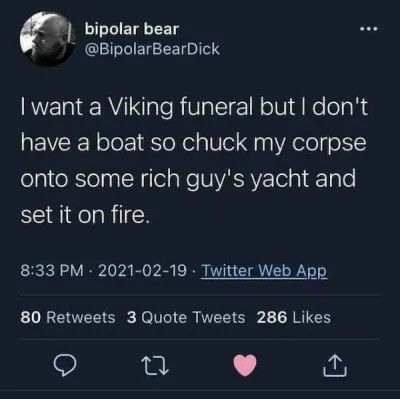 bipolar bear
@BipolarBearDick
I want a Viking funeral but I don't
have a boat so chuck my corpse
onto some rich guy's yacht and
set it on fire.
8:33 PM · 2021-02-19 · Twitter Web App
80 Retweets 3 Quote Tweets 286 Likes